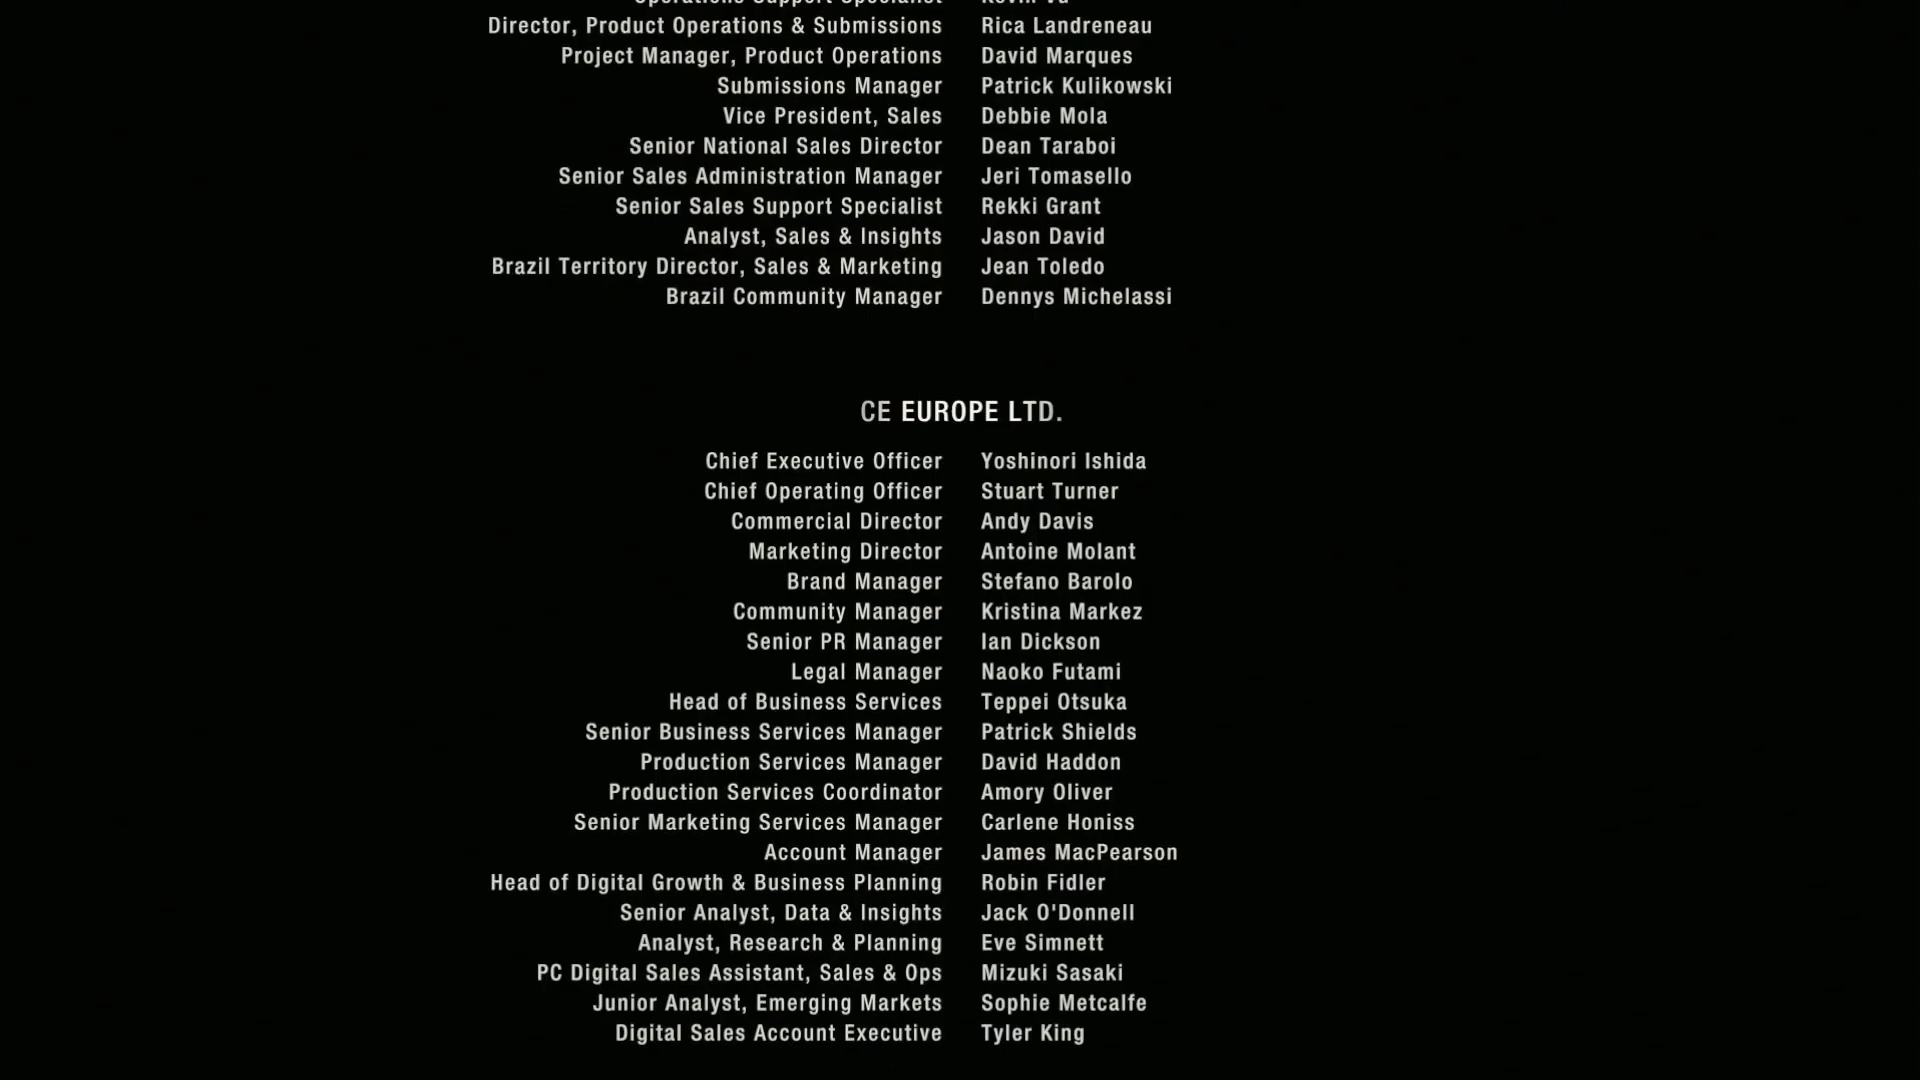 Director, Product Operations & Submissions Rica Landreneau
Project Manager, Product Operations David Marques
Submissions Manager Patrick Kulikowski
Vice President, Sales Debbie Mola
Senior National Sales Director Dean Taraboi
Senior Sales Administration Manager Jeri Tomasello
Senior Sales Support Specialist Rekki Grant
Analyst, Sales & Insights Jason David
Brazil Territory Director, Sales & Marketing Jean Toledo
Brazil Community Manager Dennys Michelassi
CE EUROPE LTD.
Chief Executive Officer Yoshinori Ishida
Chief Operating Officer Stuart Turner
Commercial Director Andy Davis
Marketing Director Antoine Molant
Brand Manager Stefano Barolo
Community Manager Kristina Markez
Senior PR Manager Ian Dickson
Legal Manager Naoko Futami
Head of Business Services Teppei Otsuka
Senior Business Services Manager Patrick Shields
Production Services Manager David Haddon
Production Services Coordinator Amory Oliver
Senior Marketing Services Manager Carlene Honiss
Account Manager James MacPearson
Head of Digital Growth & Business Planning Robin Fidler
Senior Analyst, Data & Insights Jack O'Donnell
Analyst, Research & Planning Eve Simnett
PC Digital Sales Assistant, Sales & Ops Mizuki Sasaki
Junior Analyst, Emerging Markets Sophie Metcalfe
Digital Sales Account Executive Tyler King